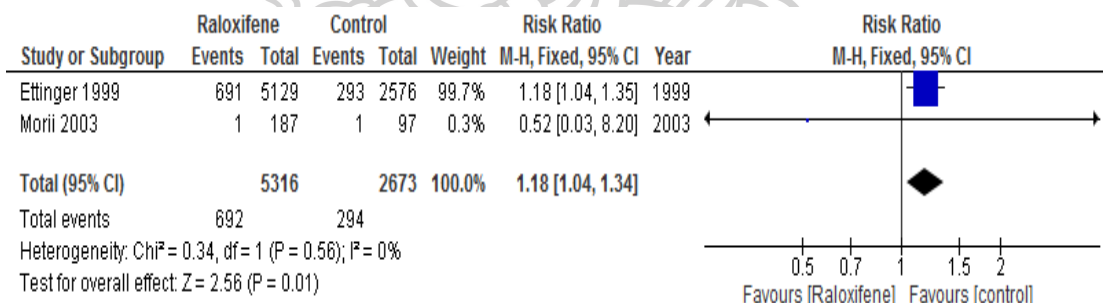 Raloxifene Control Risk Ratio Risk Ratio
Study or Subgroup Events Total Events Total Weight M-H, Fixed, 95% CI Year M-H, Fixed, 95% CI
Ettinger 1999 691 5129 293 2576 99.7% 1.18 [1.04, 1.35] 1999
Morii 2003 1 187 1 97 0.3% 0.52 [0.03, 8.20] 2003
Total (95% CI) 5316 2673 100.0% 1.18 [1.04, 1.34]
Total events 692 294
Heterogeneity: Chi² = 0.34, df = 1 (P = 0.56); I² = 0%
Test for overall effect: Z = 2.56 (P = 0.01)
0.5 0.7 1 1.5 2
Favours [Raloxifene] Favours [control]